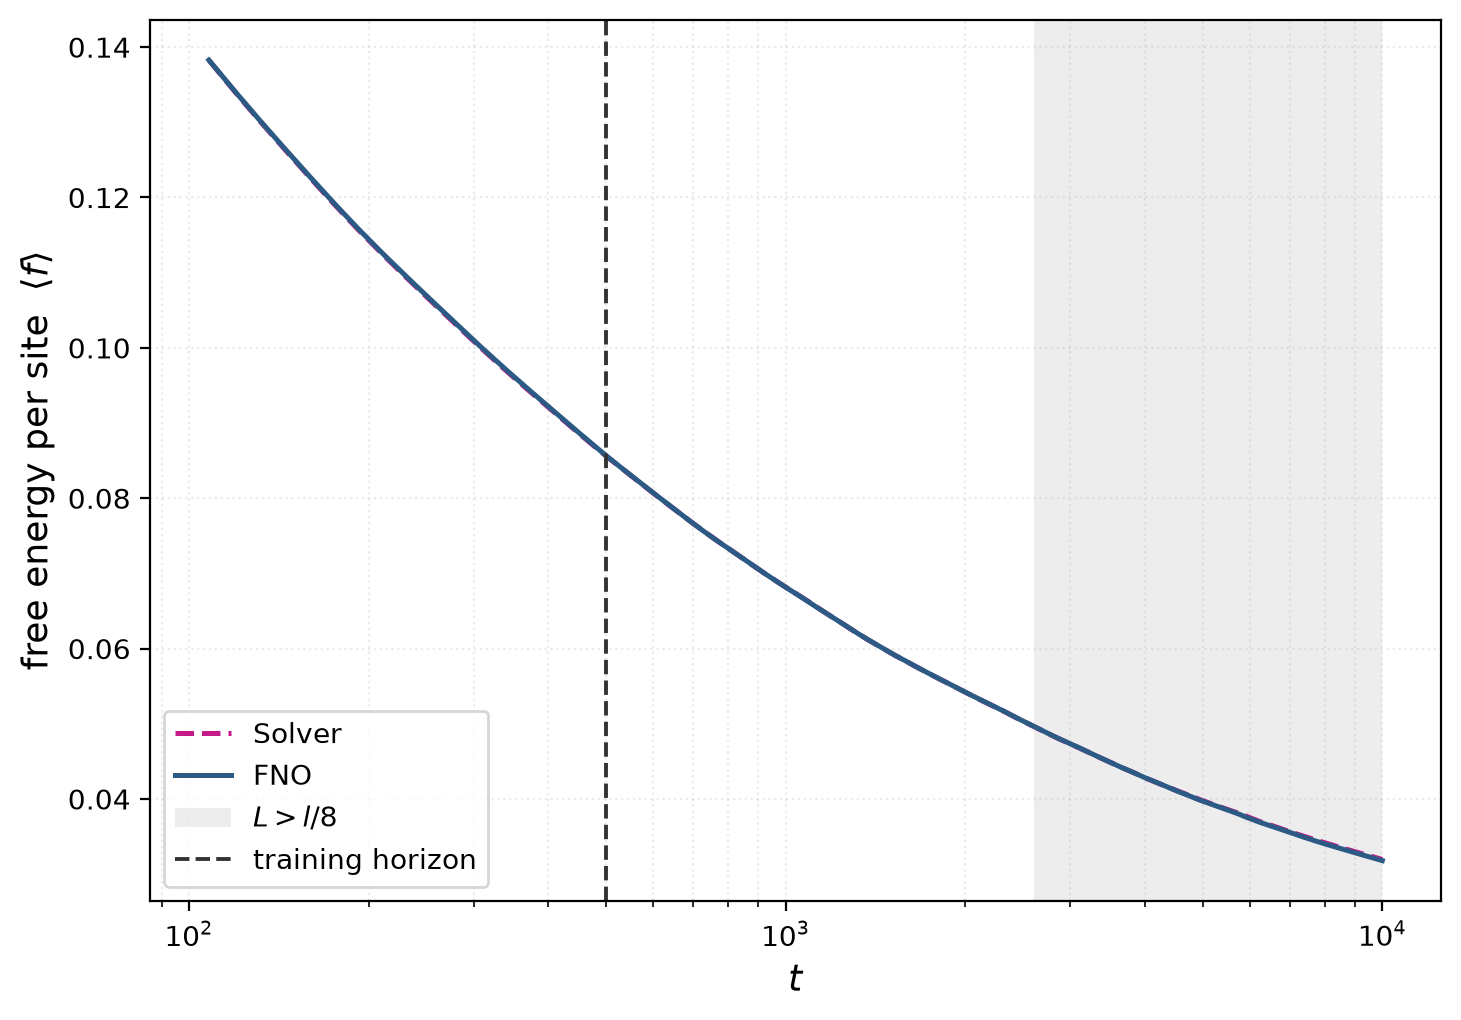 0.14
0.12
0.10
0.08
0.06
0.04
free energy per site ⟨f⟩
Solver
FNO
L > l/8
training horizon
10²
10³
10⁴
t